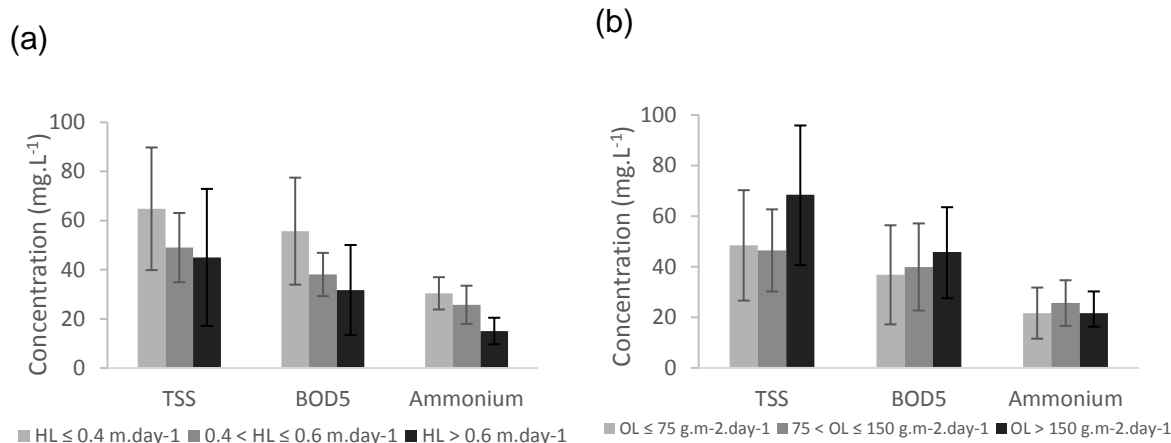 (a)
Concentration (mg.L-1)
100
80
60
40
20
0
TSS BOD5 Ammonium
HL ≤ 0.4 m.day-1 0.4 < HL ≤ 0.6 m.day-1 HL > 0.6 m.day-1
(b)
Concentration (mg.L-1)
100
80
60
40
20
0
TSS BOD5 Ammonium
OL ≤ 75 g.m-2.day-1 75 < OL ≤ 150 g.m-2.day-1 OL > 150 g.m-2.day-1